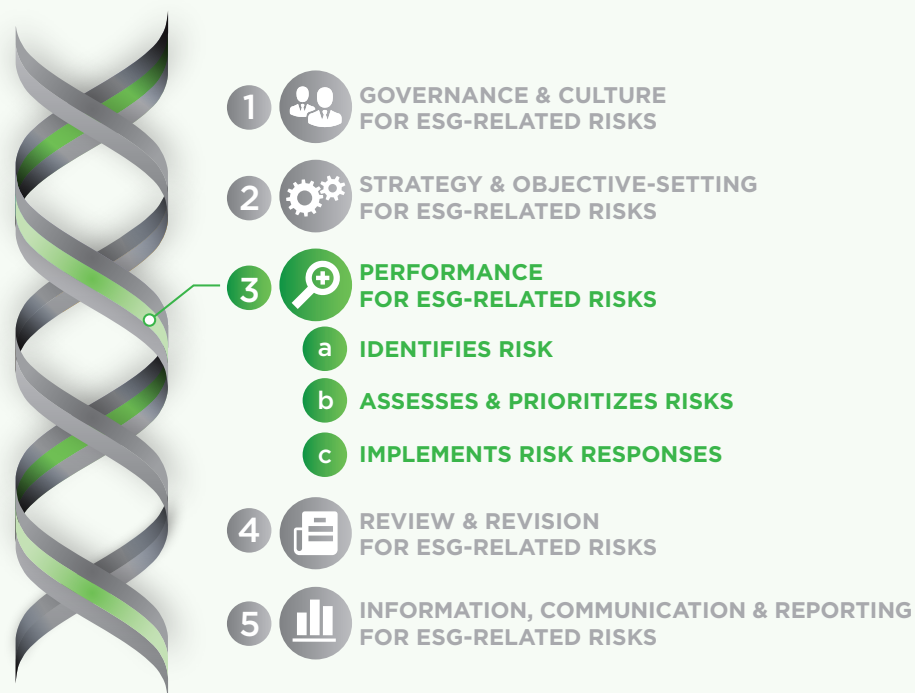 1 GOVERNANCE & CULTURE
FOR ESG-RELATED RISKS
2 STRATEGY & OBJECTIVE-SETTING
FOR ESG-RELATED RISKS
3 PERFORMANCE
FOR ESG-RELATED RISKS
a IDENTIFIES RISK
b ASSESSES & PRIORITIZES RISKS
c IMPLEMENTS RISK RESPONSES
4 REVIEW & REVISION
FOR ESG-RELATED RISKS
5 INFORMATION, COMMUNICATION & REPORTING
FOR ESG-RELATED RISKS